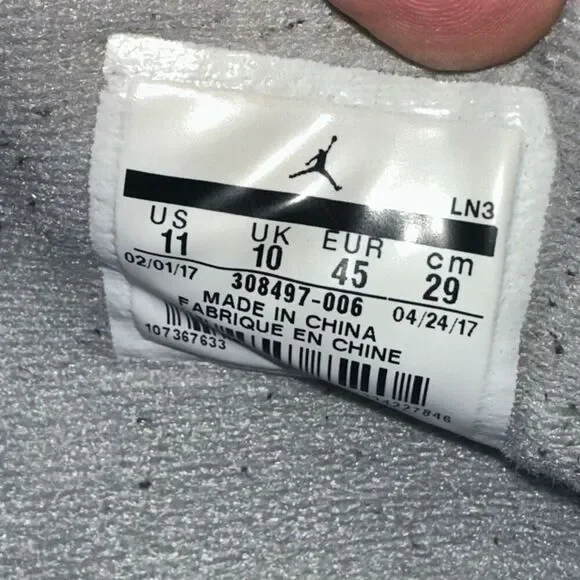 LN3
US UK EUR cm
11 10 45 29
02/01/17 308497-006 04/24/17
MADE IN CHINA
FABRIQUE EN CHINE
107367633